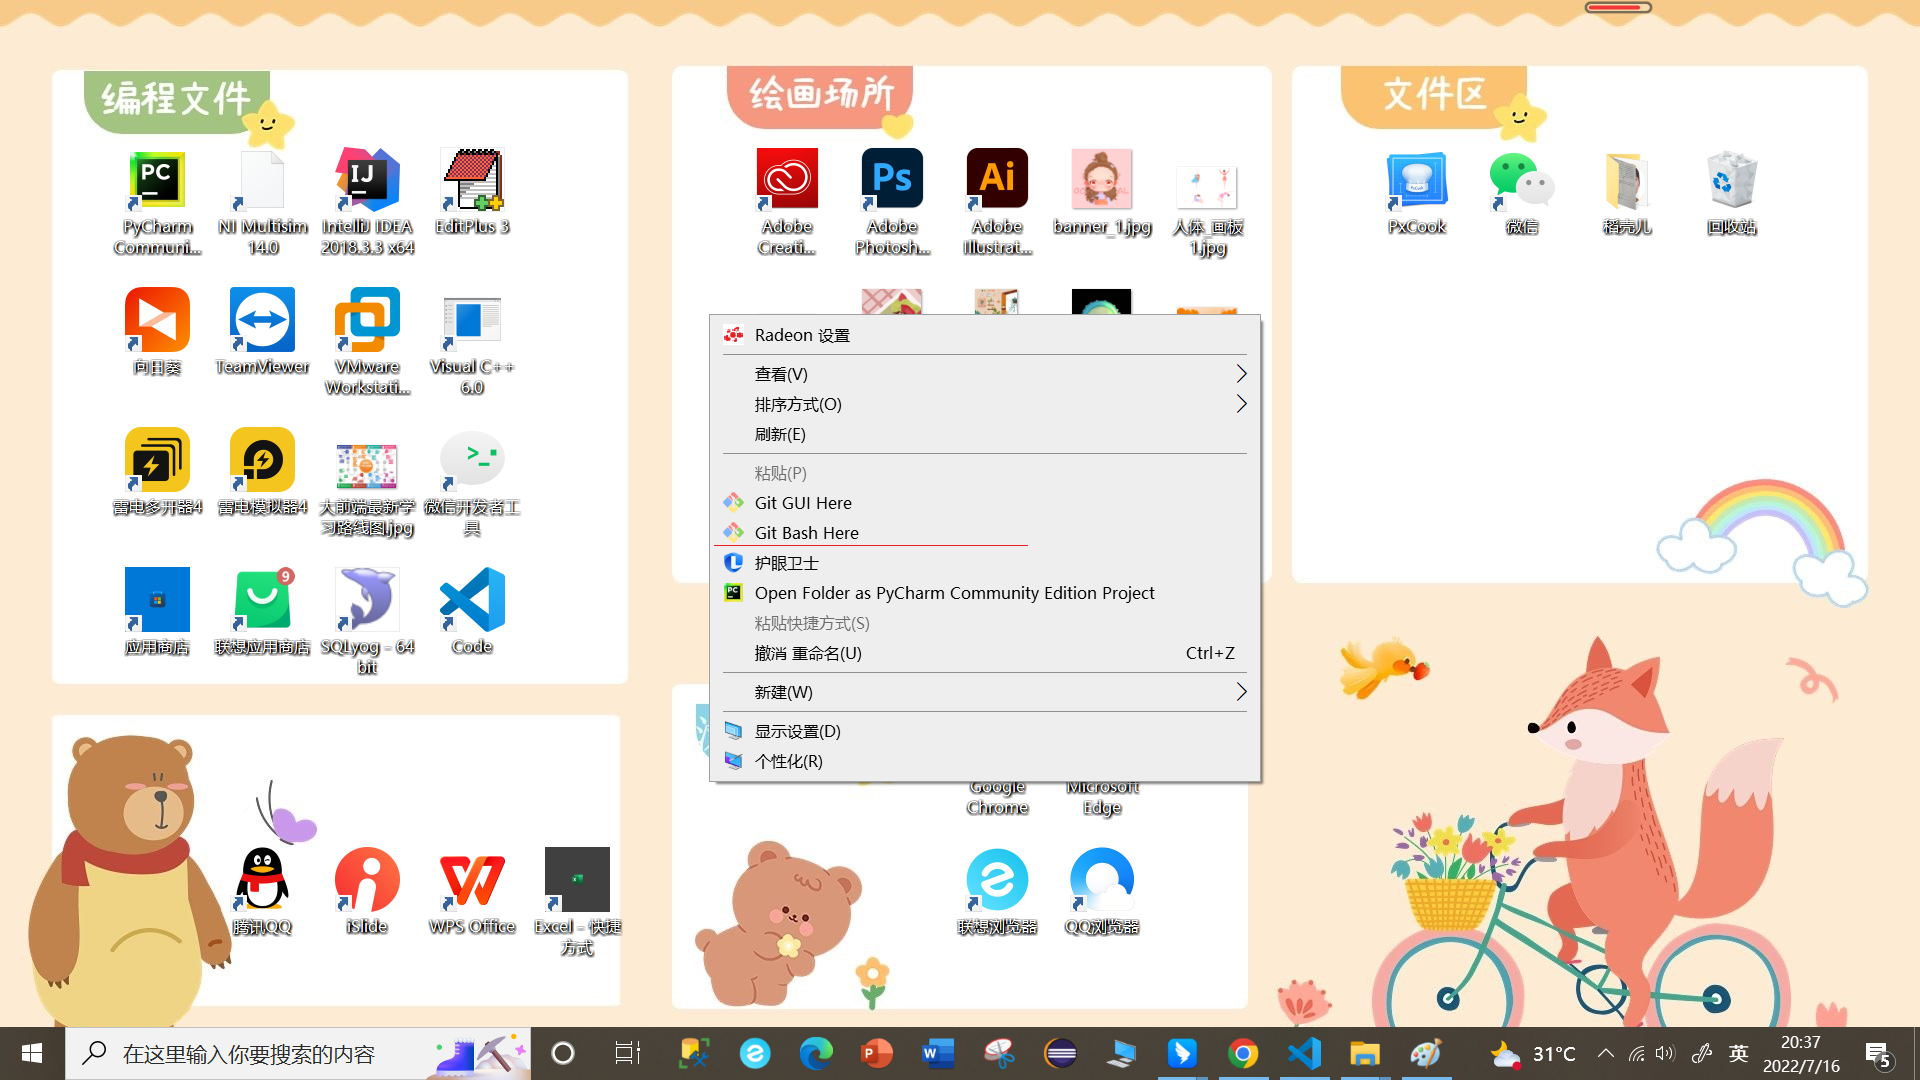 编程文件
PC
PyCharm
Communi...
NI Multisim
14.0
IJ
IntelliJ IDEA
2018.3.3 x64
EditPlus 3
向日葵
TeamViewer
VMware
Workstati...
Visual C++
6.0
雷电多开器4
雷电模拟器4
大前端最新学
习路线图.jpg
微信开发者工
具
应用商店
9
联想应用商店
SQLyog - 64
bit
Code
腾讯QQ
iSlide
WPS Office
Excel - 快捷
方式
绘画场所
Adobe
Creati...
Ps
Adobe
Photosh...
Ai
Adobe
Illustrat...
banner_1.jpg
人体_画板
1.jpg
Radeon 设置
查看(V)
排序方式(O)
刷新(E)
粘贴(P)
Git GUI Here
Git Bash Here
护眼卫士
PC
Open Folder as PyCharm Community Edition Project
粘贴快捷方式(S)
撤消 重命名(U) Ctrl+Z
新建(W)
显示设置(D)
个性化(R)
Google
Chrome
Microsoft
Edge
联想浏览器
QQ浏览器
文件区
PxCook
微信
稻壳儿
回收站
在这里输入你要搜索的内容
31°C
英
20:37
2022/7/16
5